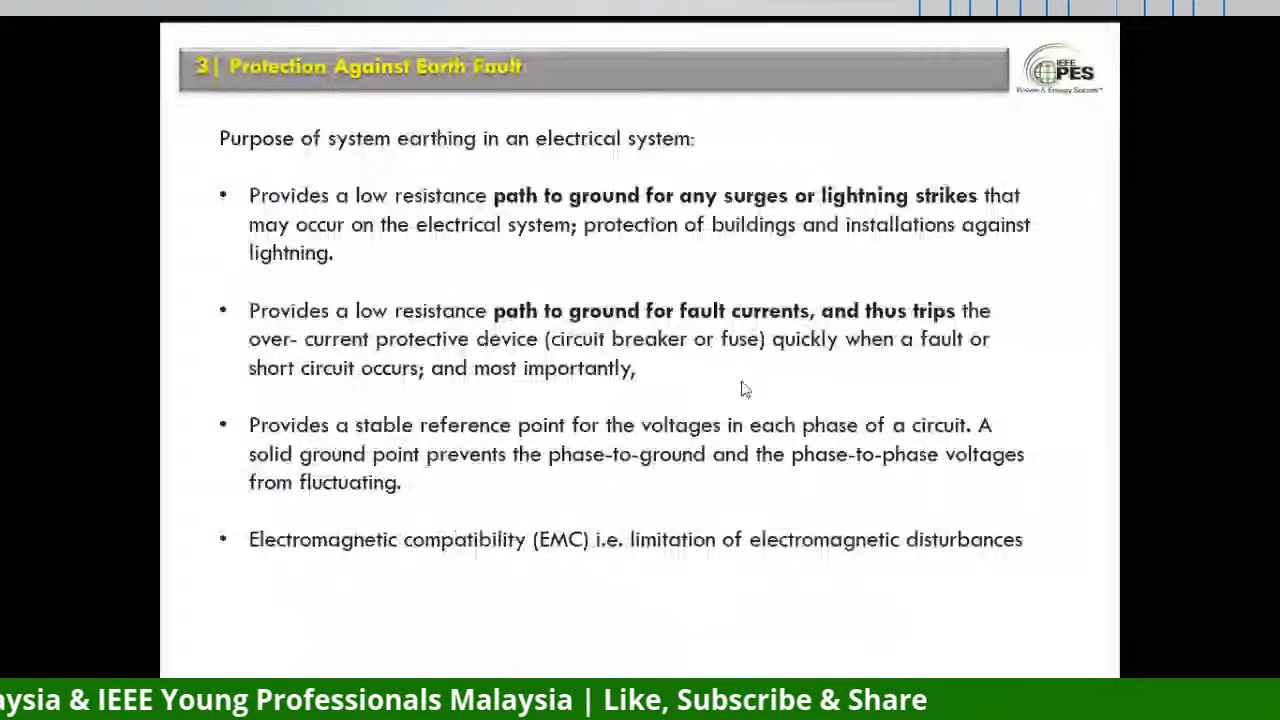 3| Protection Against Earth Fault
IEEE
PES
Power & Energy Society™
Purpose of system earthing in an electrical system:
• Provides a low resistance path to ground for any surges or lightning strikes that
may occur on the electrical system; protection of buildings and installations against
lightning.
• Provides a low resistance path to ground for fault currents, and thus trips the
over- current protective device (circuit breaker or fuse) quickly when a fault or
short circuit occurs; and most importantly,
• Provides a stable reference point for the voltages in each phase of a circuit. A
solid ground point prevents the phase-to-ground and the phase-to-phase voltages
from fluctuating.
• Electromagnetic compatibility (EMC) i.e. limitation of electromagnetic disturbances
aysia & IEEE Young Professionals Malaysia | Like, Subscribe & Share